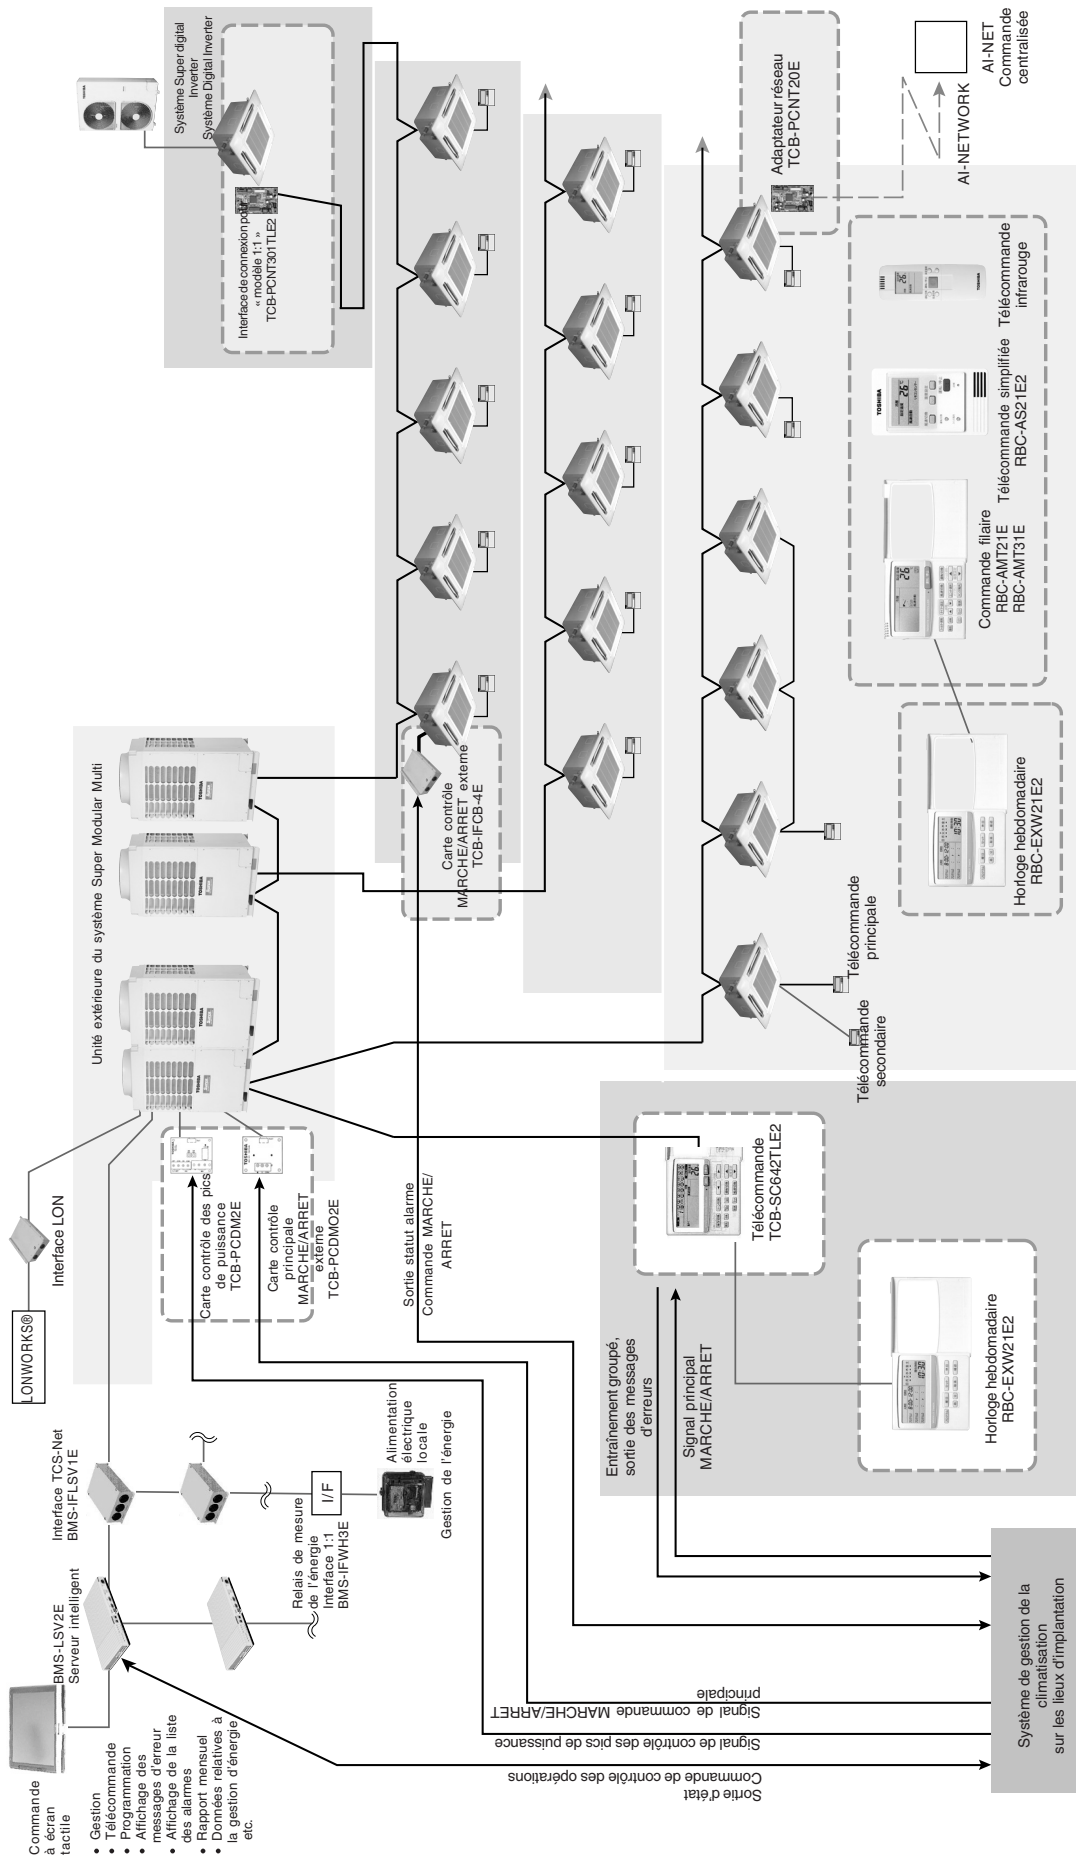 Commande
à écran
tactile
• Gestion
• Télécommande
• Programmation
• Affichage des
messages d'erreur
• Affichage de la liste
des alarmes
• Rapport mensuel
• Données relatives à
la gestion d'énergie
etc.
BMS-LSV2E
Serveur intelligent
Interface TCS-Net
BMS-IFLSV1E
LONWORKS®
Interface LON
Relais de mesure
de l'énergie
Interface 1:1
BMS-IFWH3E
I/F
Alimentation
électrique
locale
Gestion de l'énergie
Carte contrôle des pics
de puissance
TCB-PCDM2E
Carte contrôle
principale
MARCHE/ARRET
externe
TCB-PCDMO2E
Unité extérieure du système Super Modular Multi
TOSHIBA
TOSHIBA
TOSHIBA
TOSHIBA
Système Super digital
Inverter
Système Digital Inverter
Interface de connexion pour
« modèle 1:1 »
TCB-PCNT301TLE2
Sortie statut alarme
Commande MARCHE/
ARRET
Carte contrôle
MARCHE/ARRET externe
TCB-IFCB-4E
Sortie d'état
Commande de contrôle des opérations
Signal de contrôle des pics de puissance
Signal de commande MARCHE/ARRET
principale
Entraînement groupé,
sortie des messages
d'erreurs
Signal principal
MARCHE/ARRET
Télécommande
TCB-SC642TLE2
Horloge hebdomadaire
RBC-EXW21E2
Système de gestion de la
climatisation
sur les lieux d'implantation
Télécommande
secondaire
Télécommande
principale
Horloge hebdomadaire
RBC-EXW21E2
Commande filaire
RBC-AMT21E
RBC-AMT31E
TOSHIBA
Télécommande simplifiée
RBC-AS21E2
TOSHIBA
Télécommande
infrarouge
Adaptateur réseau
TCB-PCNT20E
AI-NETWORK
AI-NET
Commande
centralisée